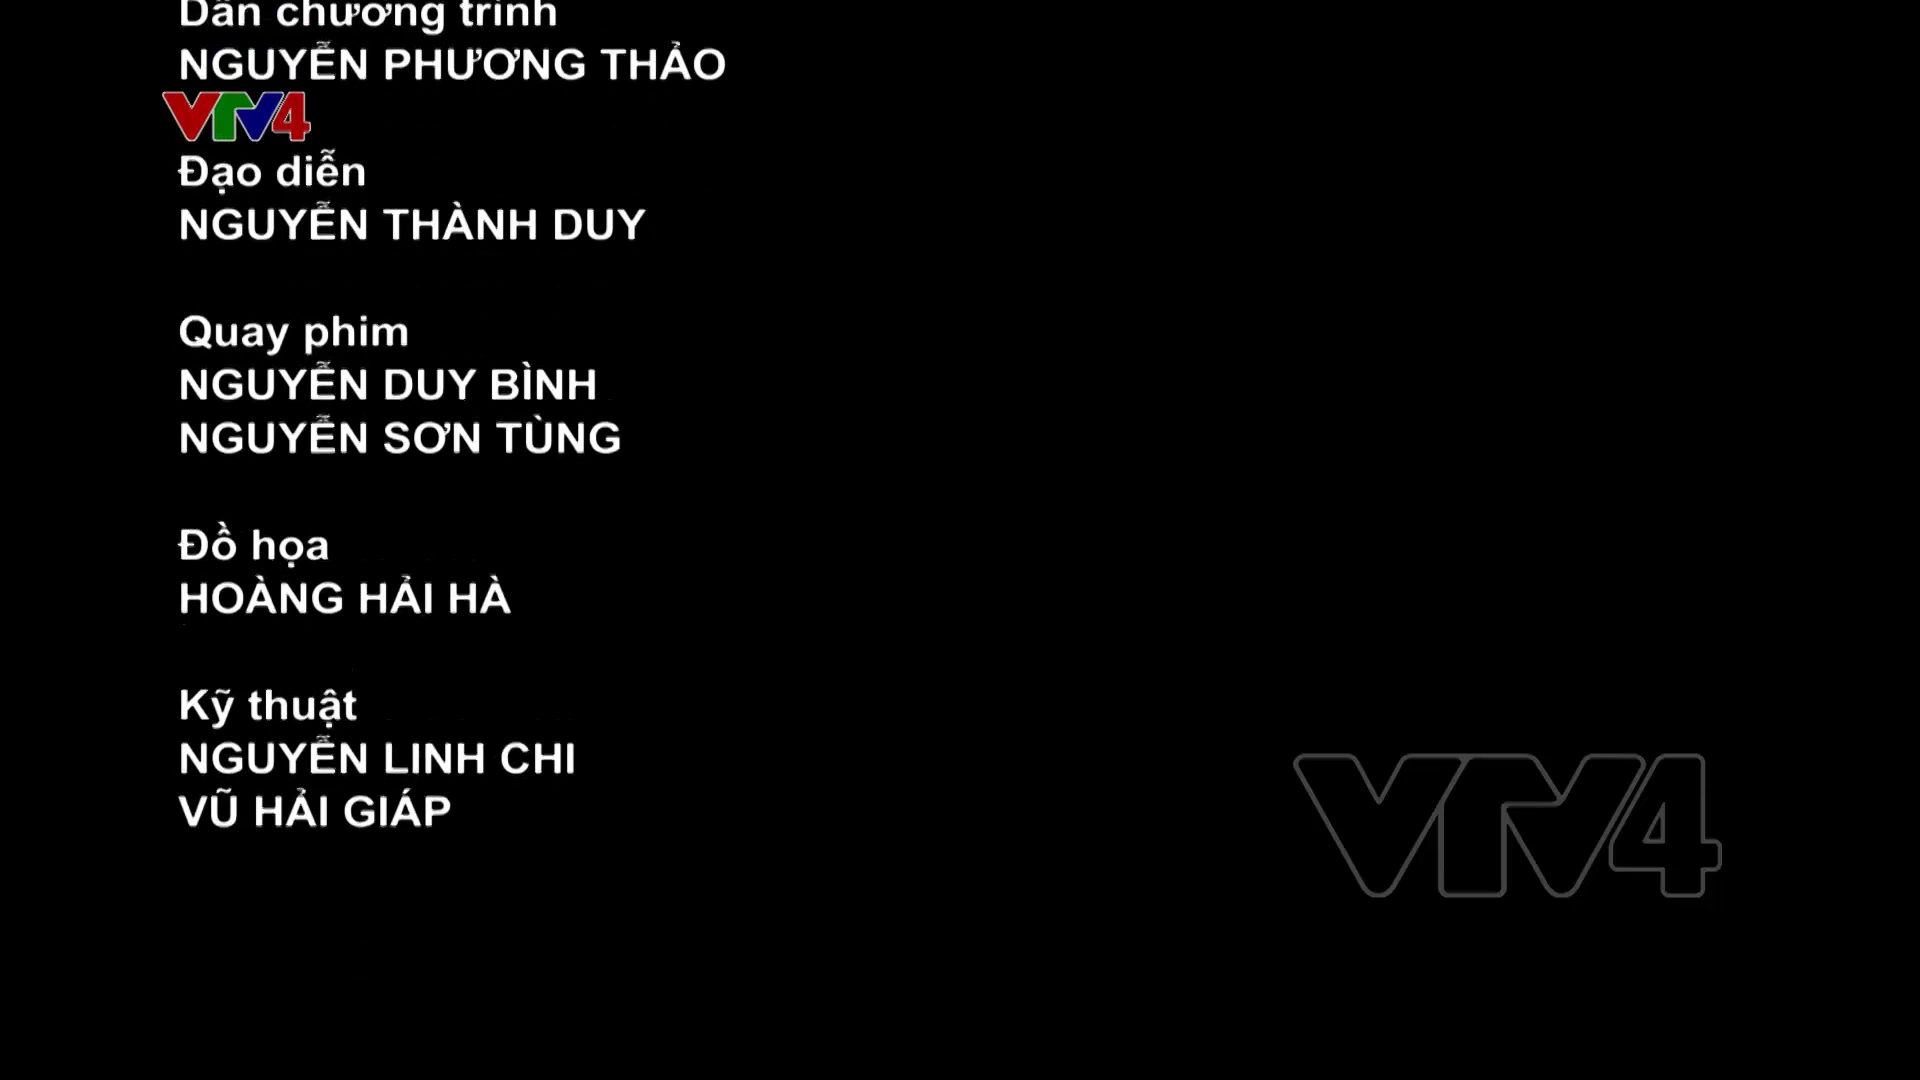 Dẫn chương trình
NGUYỄN PHƯƠNG THẢO
VTV4
Đạo diễn
NGUYỄN THÀNH DUY
Quay phim
NGUYỄN DUY BÌNH
NGUYỄN SƠN TÙNG
Đồ họa
HOÀNG HẢI HÀ
Kỹ thuật
NGUYỄN LINH CHI
VŨ HẢI GIÁP
VTV4